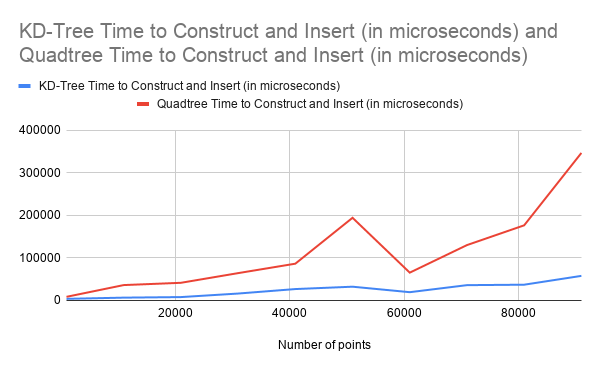 KD-Tree Time to Construct and Insert (in microseconds) and
Quadtree Time to Construct and Insert (in microseconds)
KD-Tree Time to Construct and Insert (in microseconds)
Quadtree Time to Construct and Insert (in microseconds)
400000
300000
200000
100000
0
20000 40000 60000 80000
Number of points